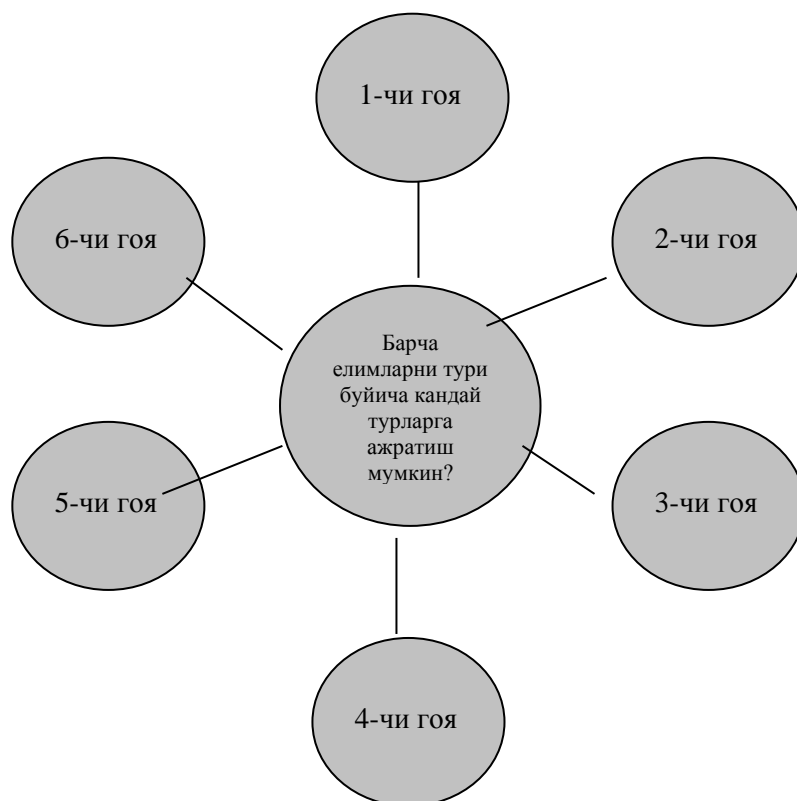 1-чи гоя
6-чи гоя
2-чи гоя
Барча
елимларни тури
буйича кандай
турларга
ажратиш
мумкин?
5-чи гоя
3-чи гоя
4-чи гоя